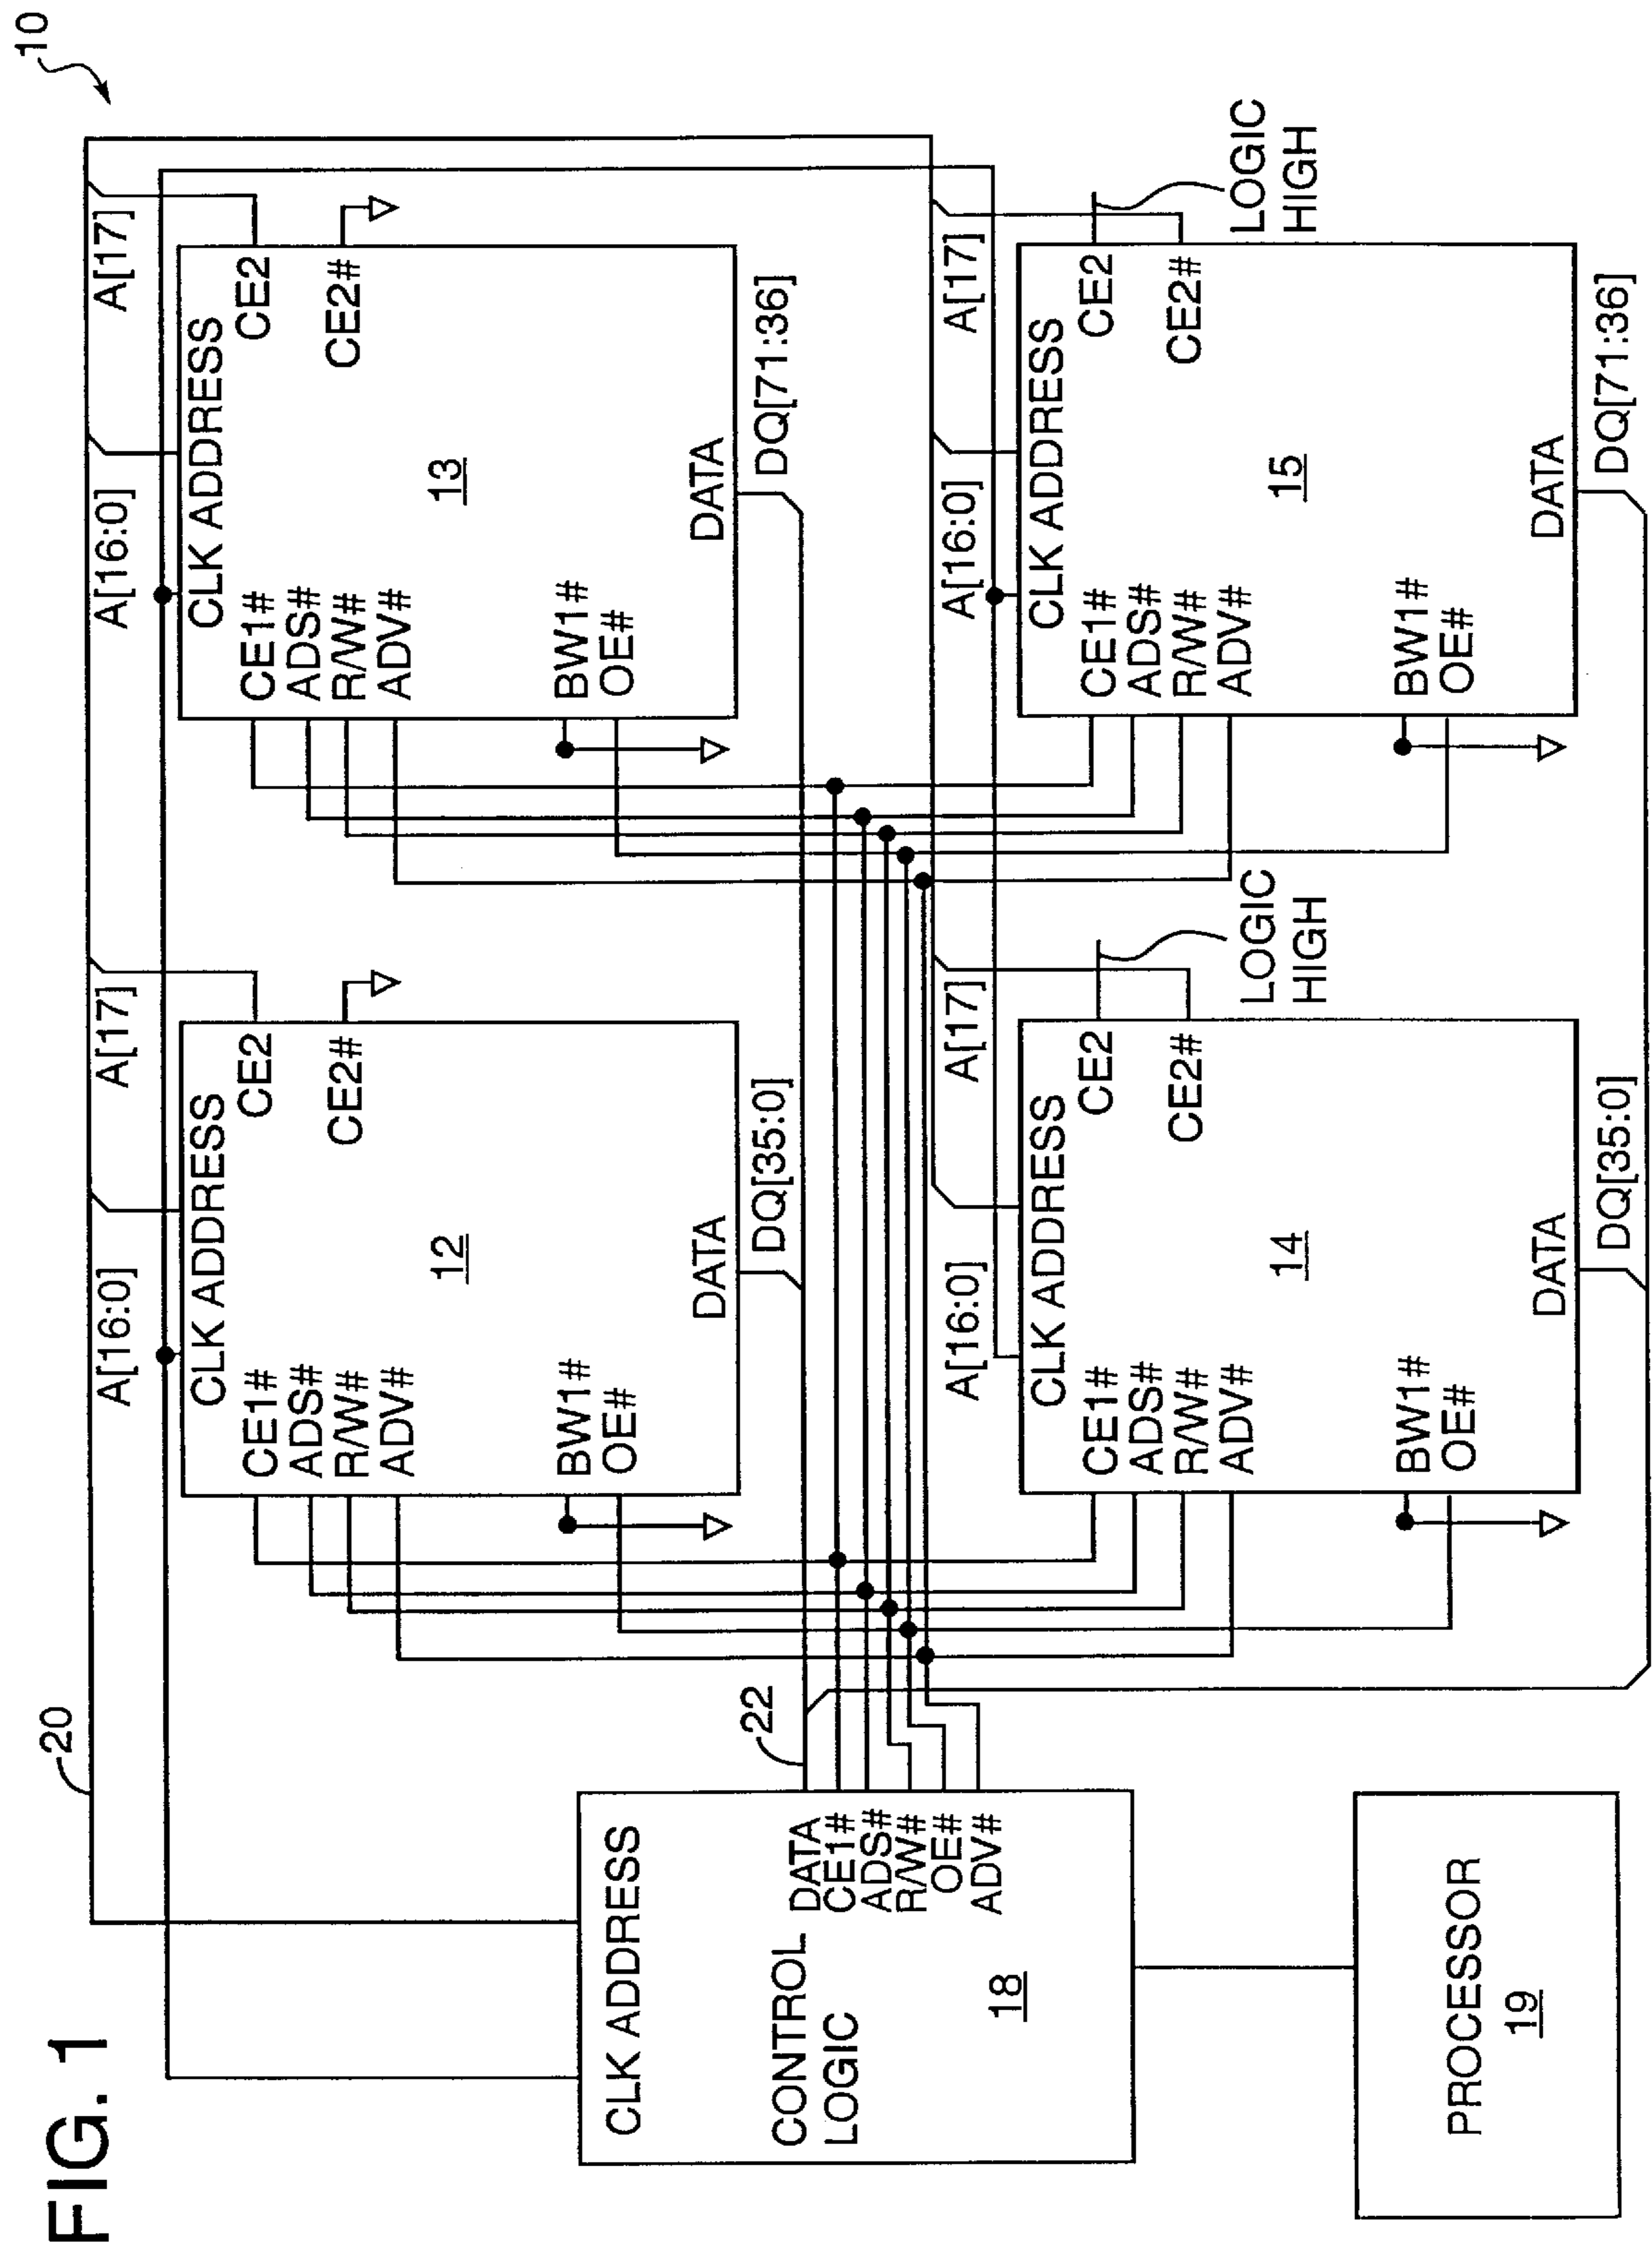 FIG. 1
10
20
CLK ADDRESS
CONTROL
LOGIC
18
DATA
CE1#
ADS#
R/W#
OE#
ADV#
22
PROCESSOR
19
A[16:0]
A[17]
CLK ADDRESS
CE1#
ADS#
R/W#
ADV#
BW1#
OE#
CE2
CE2#
12
DATA
DQ[35:0]
A[16:0]
A[17]
CLK ADDRESS
CE1#
ADS#
R/W#
ADV#
BW1#
OE#
CE2
CE2#
13
DATA
DQ[71:36]
A[16:0]
A[17]
CLK ADDRESS
CE1#
ADS#
R/W#
ADV#
BW1#
OE#
CE2
CE2#
LOGIC
HIGH
14
DATA
DQ[35:0]
A[16:0]
A[17]
CLK ADDRESS
CE1#
ADS#
R/W#
ADV#
BW1#
OE#
CE2
CE2#
LOGIC
HIGH
15
DATA
DQ[71:36]